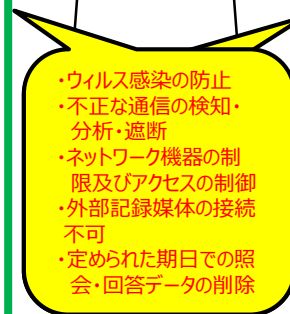 ・ウィルス感染の防止
・不正な通信の検知・
分析・遮断
・ネットワーク機器の制
限及びアクセスの制御
・外部記録媒体の接続
不可
・定められた期日での照
会・回答データの削除